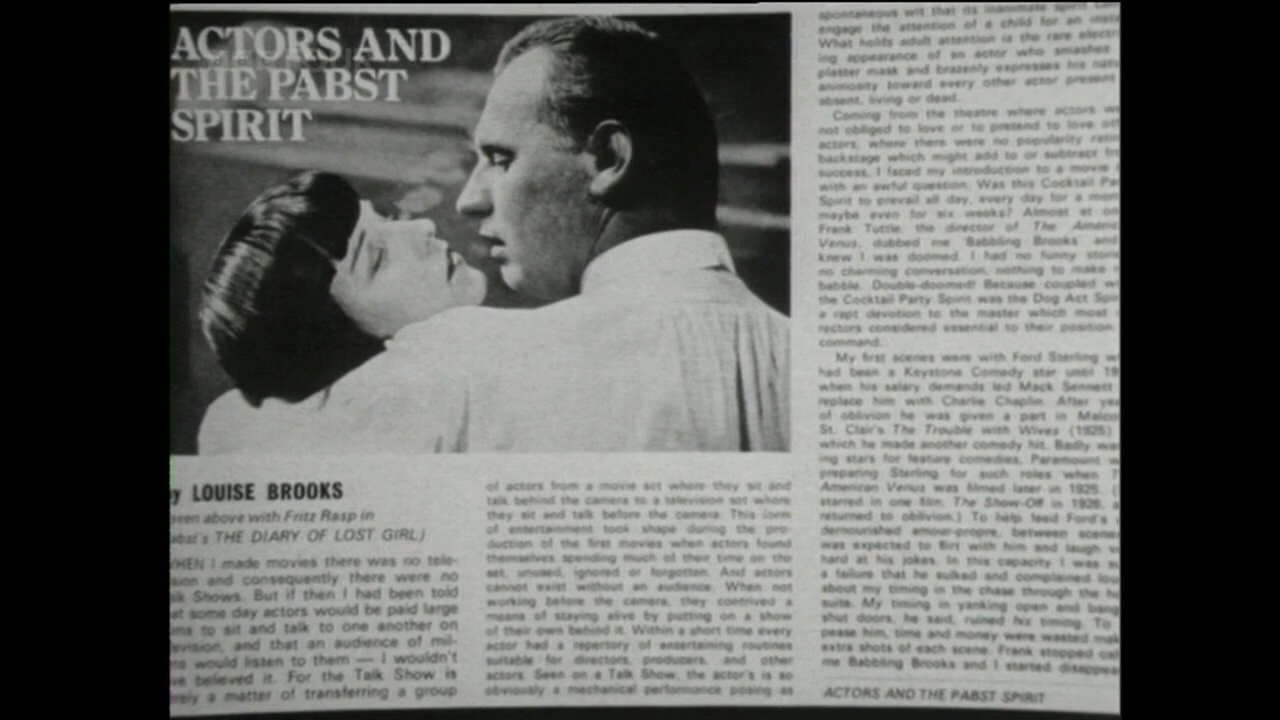 ACTORS AND
THE PABST
SPIRIT
y LOUISE BROOKS
een above with Fritz Rasp in
abst's THE DIARY OF LOST GIRL)
HEN I made movies there was no tele-
sion and consequently there were no
lk Shows. But if then I had been told
at some day actors would be paid large
ms to sit and talk to one another on
levision, and that an audience of mil-
ns would listen to them — I wouldn't
ve believed it. For the Talk Show is
rely a matter of transferring a group
of actors from a movie set where they sit and
talk behind the camera to a television set where
they sit and talk before the camera. This form
of entertainment took shape during the pro-
duction of the first movies when actors found
themselves spending much of their time on the
set, unused, ignored or forgotten. And actors
cannot exist without an audience. When not
working before the camera, they contrived a
means of staying alive by putting on a show
of their own behind it. Within a short time every
actor had a repertory of entertaining routines
suitable for directors, producers, and other
actors. Seen on a Talk Show, the actor's is so
obviously a mechanical performance posing as
spontaneous wit that its inanimate spirit can
engage the attention of a child for an insta
What holds adult attention is the rare electri
ing appearance of an actor who smashes
plaster mask and brazenly expresses his natu
animosity toward every other actor present
absent, living or dead.
Coming from the theatre where actors we
not obliged to love or to pretend to love oth
actors, where there were no popularity ratin
backstage which might add to or subtract fro
success, I faced my introduction to a movie s
with an awful question: Was this Cocktail Par
Spirit to prevail all day, every day for a mon
maybe even for six weeks? Almost at on
Frank Tuttle, the director of The Americ
Venus, dubbed me 'Babbling Brooks' and
knew I was doomed. I had no funny storie
no charming conversation, nothing to make m
babble. Double-doomed! Because coupled wi
the Cocktail Party Spirit was the Dog Act Spiri
a rapt devotion to the master which most d
rectors considered essential to their position
command.
My first scenes were with Ford Sterling wh
had been a Keystone Comedy star until 19
when his salary demands led Mack Sennett
replace him with Charlie Chaplin. After yea
of oblivion he was given a part in Malco
St. Clair's The Trouble with Wives (1925)
which he made another comedy hit. Badly wan
ing stars for feature comedies, Paramount w
preparing Sterling for such roles when T
American Venus was filmed later in 1925. (
starred in one film, The Show-Off in 1926, a
returned to oblivion.) To help feed Ford's
demourished amour-propre, between scenes
was expected to flirt with him and laugh v
hard at his jokes. In this capacity I was su
a failure that he sulked and complained lou
about my timing in the chase through the ho
suite. My timing in yanking open and bang
shut doors, he said, ruined his timing. To
pease him, time and money were wasted mak
extra shots of each scene. Frank stopped call
me Babbling Brooks and I started disappear
ACTORS AND THE PABST SPIRIT